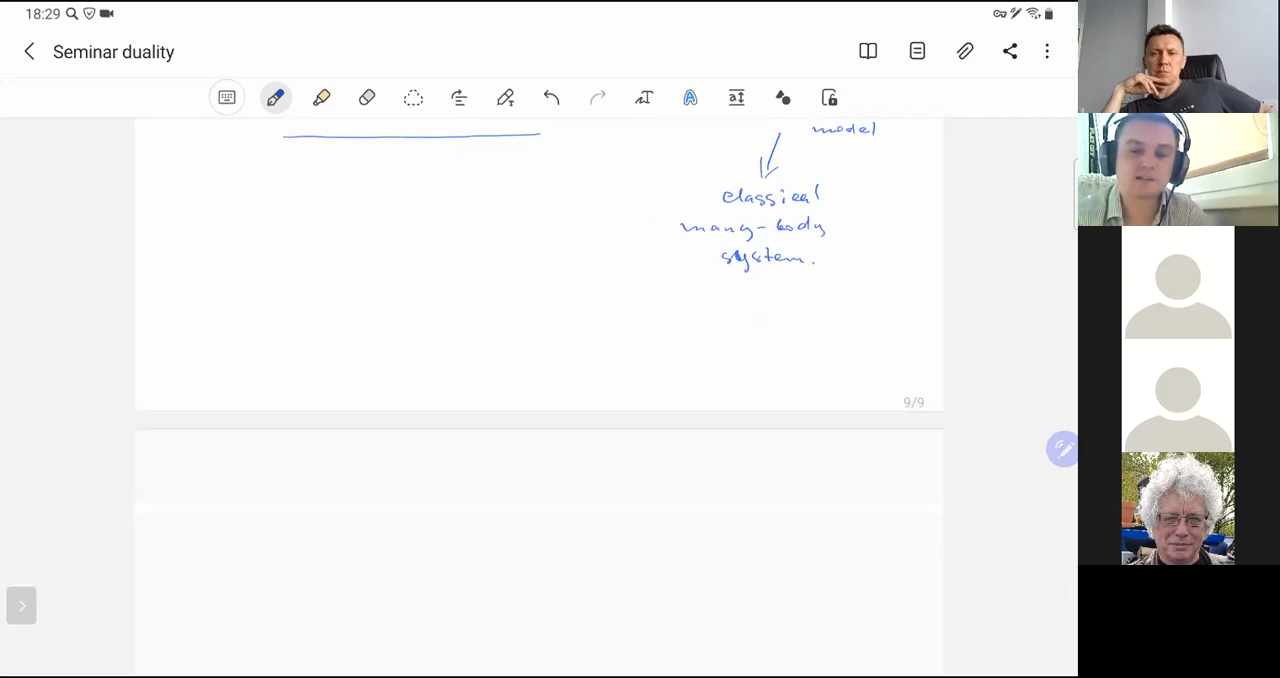 18:29
Seminar duality
model
classical
many-body
system.
9/9